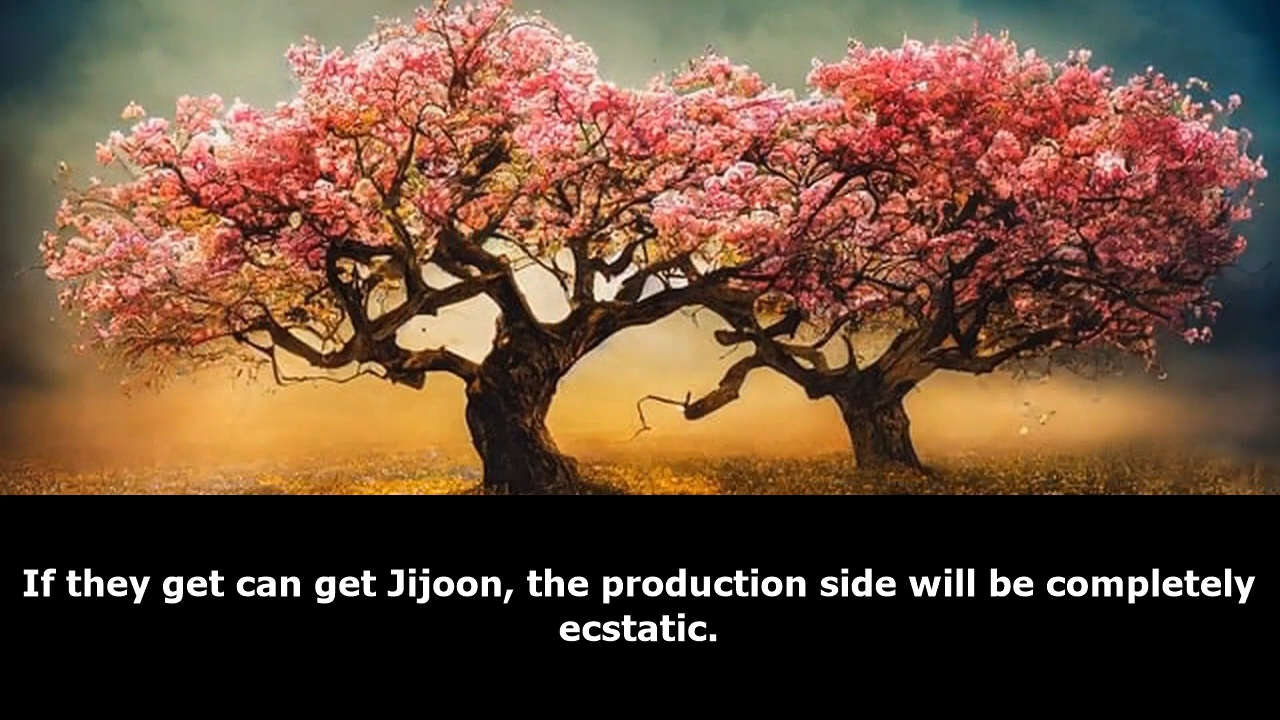 If they get can get Jijoon, the production side will be completely
ecstatic.